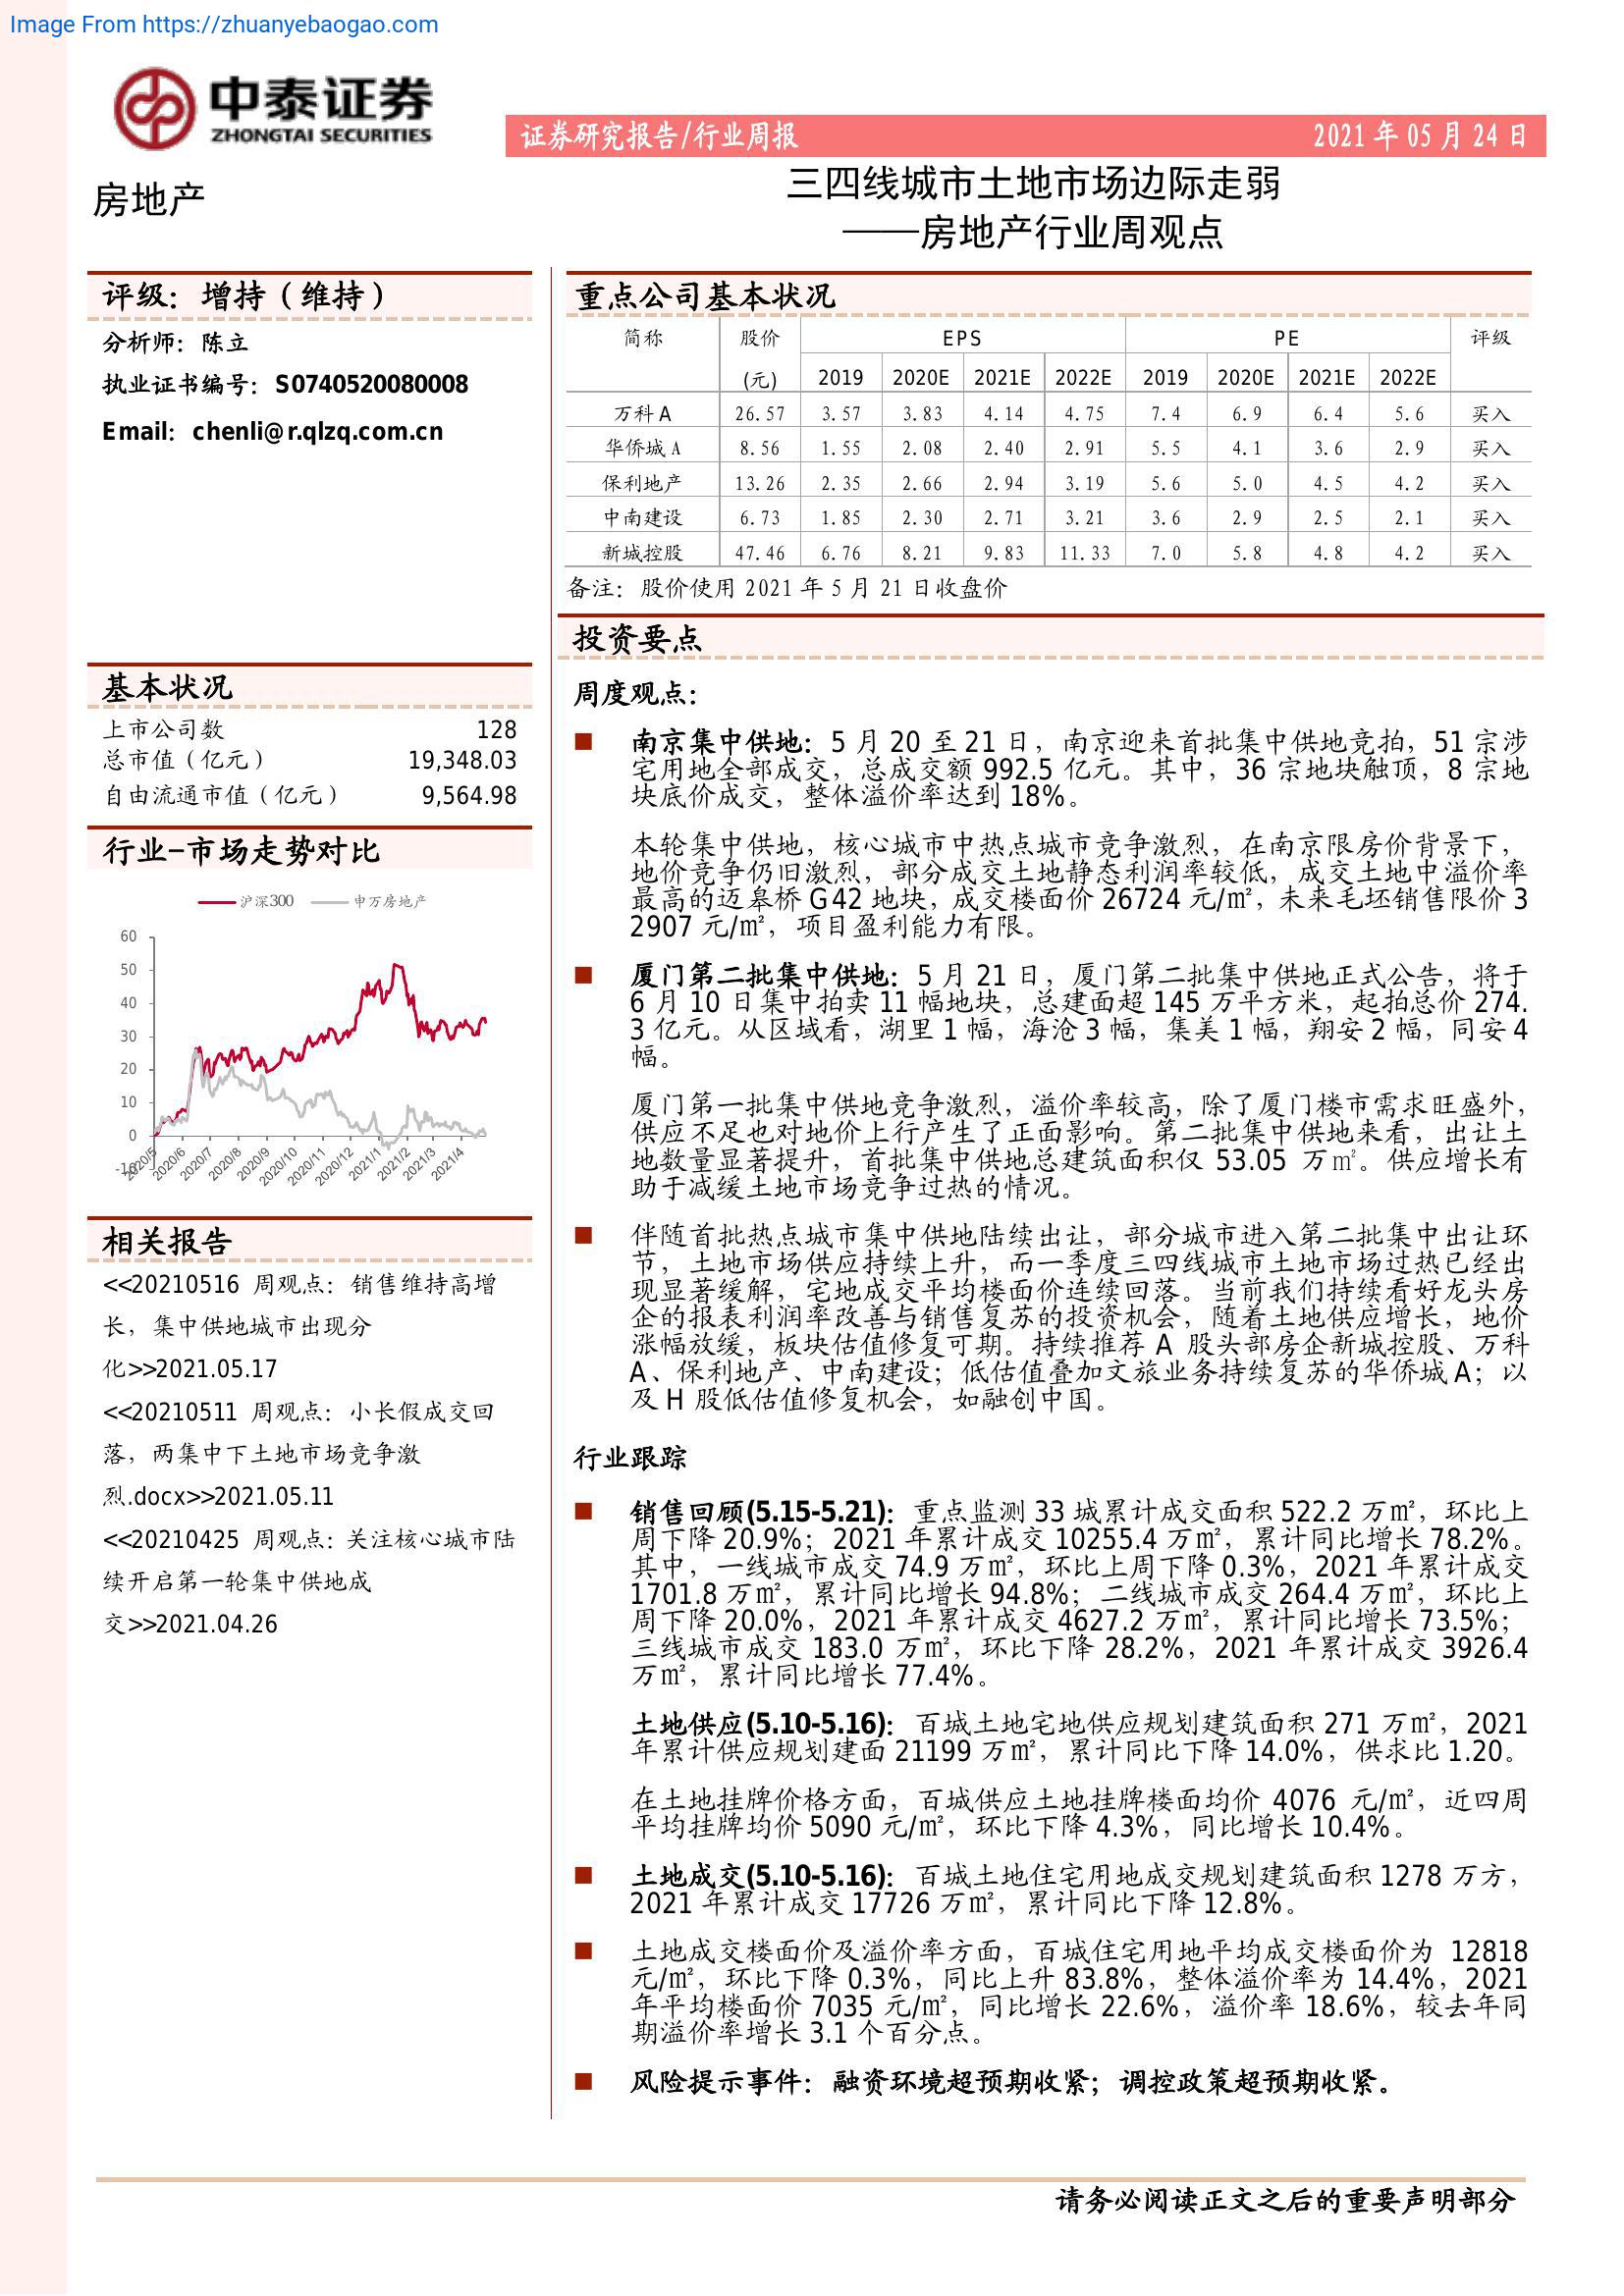 Image From https://zhuanyebaogao.com
中泰证券
ZHONGTAI SECURITIES
证券研究报告/行业周报 2021 年 05 月 24 日
房地产
三四线城市土地市场边际走弱
——房地产行业周观点
评级：增持（维持）
分析师：陈立
执业证书编号：S0740520080008
Email：chenli@r.qlzq.com.cn
基本状况
上市公司数 128
总市值（亿元） 19,348.03
自由流通市值（亿元） 9,564.98
行业-市场走势对比
沪深300 申万房地产
60
50
40
30
20
10
0
-10
2020/5 2020/6 2020/7 2020/8 2020/9 2020/10 2020/11 2020/12 2021/1 2021/2 2021/3 2021/4
相关报告
<<20210516 周观点：销售维持高增
长，集中供地城市出现分
化>>2021.05.17
<<20210511 周观点：小长假成交回
落，两集中下土地市场竞争激
烈.docx>>2021.05.11
<<20210425 周观点：关注核心城市陆
续开启第一轮集中供地成
交>>2021.04.26
重点公司基本状况
简称 股价 EPS PE 评级
(元) 2019 2020E 2021E 2022E 2019 2020E 2021E 2022E
万科 A 26.57 3.57 3.83 4.14 4.75 7.4 6.9 6.4 5.6 买入
华侨城 A 8.56 1.55 2.08 2.40 2.91 5.5 4.1 3.6 2.9 买入
保利地产 13.26 2.35 2.66 2.94 3.19 5.6 5.0 4.5 4.2 买入
中南建设 6.73 1.85 2.30 2.71 3.21 3.6 2.9 2.5 2.1 买入
新城控股 47.46 6.76 8.21 9.83 11.33 7.0 5.8 4.8 4.2 买入
备注：股价使用 2021 年 5 月 21 日收盘价
投资要点
周度观点：
■ 南京集中供地：5 月 20 至 21 日，南京迎来首批集中供地竞拍，51 宗涉
宅用地全部成交，总成交额 992.5 亿元。其中，36 宗地块触顶，8 宗地
块底价成交，整体溢价率达到 18%。
本轮集中供地，核心城市中热点城市竞争激烈，在南京限房价背景下，
地价竞争仍旧激烈，部分成交土地静态利润率较低，成交土地中溢价率
最高的迈皋桥 G42 地块，成交楼面价 26724 元/㎡，未来毛坯销售限价 3
2907 元/㎡，项目盈利能力有限。
■ 厦门第二批集中供地：5 月 21 日，厦门第二批集中供地正式公告，将于
6 月 10 日集中拍卖 11 幅地块，总建面超 145 万平方米，起拍总价 274.
3 亿元。从区域看，湖里 1 幅，海沧 3 幅，集美 1 幅，翔安 2 幅，同安 4
幅。
厦门第一批集中供地竞争激烈，溢价率较高，除了厦门楼市需求旺盛外，
供应不足也对地价上行产生了正面影响。第二批集中供地来看，出让土
地数量显著提升，首批集中供地总建筑面积仅 53.05 万㎡。供应增长有
助于减缓土地市场竞争过热的情况。
■ 伴随首批热点城市集中供地陆续出让，部分城市进入第二批集中出让环
节，土地市场供应持续上升，而一季度三四线城市土地市场过热已经出
现显著缓解，宅地成交平均楼面价连续回落。当前我们持续看好龙头房
企的报表利润率改善与销售复苏的投资机会，随着土地供应增长，地价
涨幅放缓，板块估值修复可期。持续推荐 A 股头部房企新城控股、万科
A、保利地产、中南建设；低估值叠加文旅业务持续复苏的华侨城 A；以
及 H 股低估值修复机会，如融创中国。
行业跟踪
■ 销售回顾(5.15-5.21)：重点监测 33 城累计成交面积 522.2 万㎡，环比上
周下降 20.9%；2021 年累计成交 10255.4 万㎡，累计同比增长 78.2%。
其中，一线城市成交 74.9 万㎡，环比上周下降 0.3%，2021 年累计成交
1701.8 万㎡，累计同比增长 94.8%；二线城市成交 264.4 万㎡，环比上
周下降 20.0%，2021 年累计成交 4627.2 万㎡，累计同比增长 73.5%；
三线城市成交 183.0 万㎡，环比下降 28.2%，2021 年累计成交 3926.4
万㎡，累计同比增长 77.4%。
土地供应(5.10-5.16)：百城土地宅地供应规划建筑面积 271 万㎡，2021
年累计供应规划建面 21199 万㎡，累计同比下降 14.0%，供求比 1.20。
在土地挂牌价格方面，百城供应土地挂牌楼面均价 4076 元/㎡，近四周
平均挂牌均价 5090 元/㎡，环比下降 4.3%，同比增长 10.4%。
■ 土地成交(5.10-5.16)：百城土地住宅用地成交规划建筑面积 1278 万方，
2021 年累计成交 17726 万㎡，累计同比下降 12.8%。
■ 土地成交楼面价及溢价率方面，百城住宅用地平均成交楼面价为 12818
元/㎡，环比下降 0.3%，同比上升 83.8%，整体溢价率为 14.4%，2021
年平均楼面价 7035 元/㎡，同比增长 22.6%，溢价率 18.6%，较去年同
期溢价率增长 3.1 个百分点。
■ 风险提示事件：融资环境超预期收紧；调控政策超预期收紧。
请务必阅读正文之后的重要声明部分